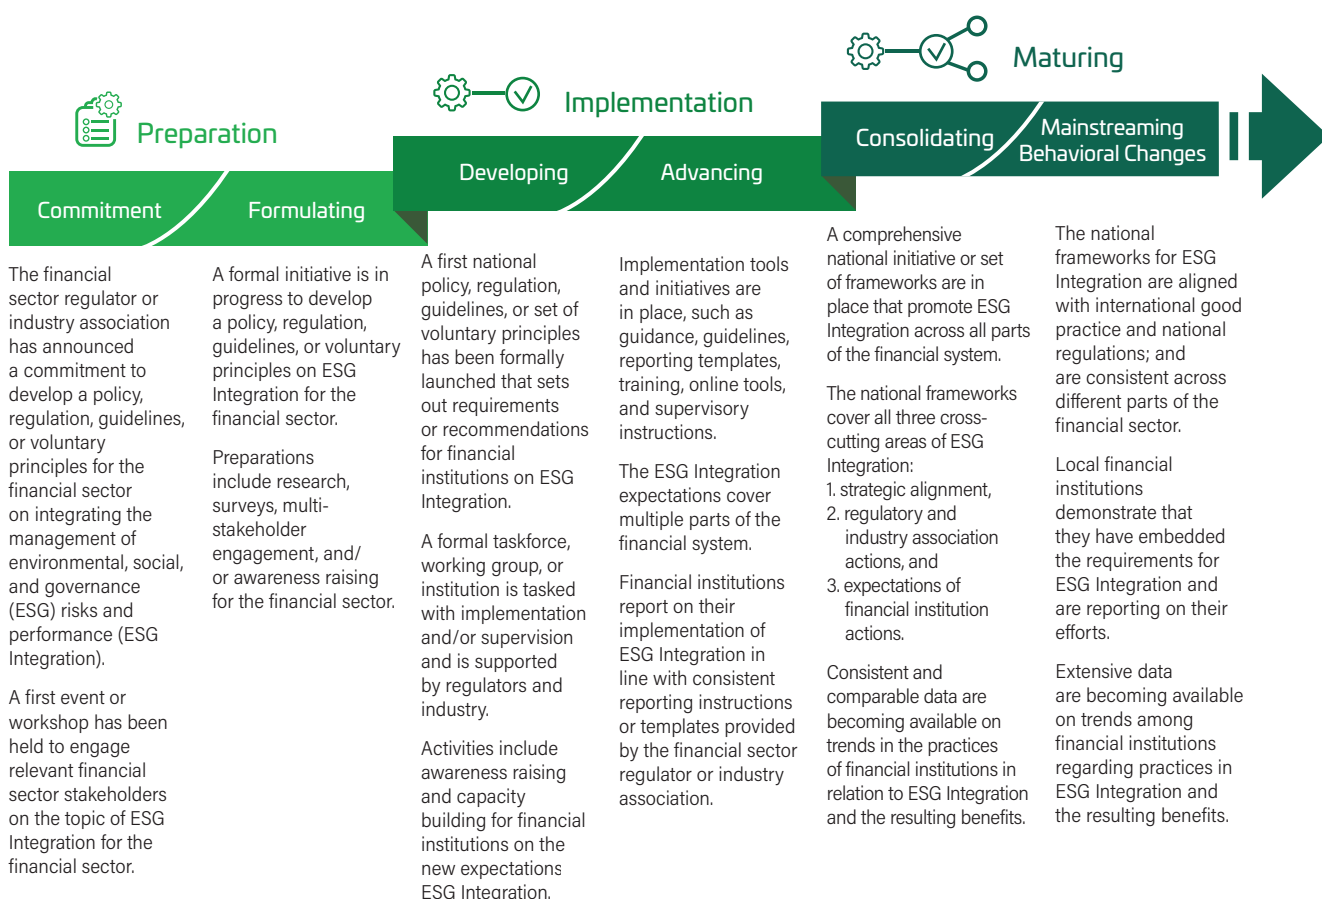 Preparation
Commitment
Formulating
The financial
sector regulator or
industry association
has announced
a commitment to
develop a policy,
regulation, guidelines,
or voluntary
principles for the
financial sector
on integrating the
management of
environmental, social,
and governance
(ESG) risks and
performance (ESG
Integration).
A first event or
workshop has been
held to engage
relevant financial
sector stakeholders
on the topic of ESG
Integration for the
financial sector.
A formal initiative is in
progress to develop
a policy, regulation,
guidelines, or voluntary
principles on ESG
Integration for the
financial sector.
Preparations
include research,
surveys, multi-
stakeholder
engagement, and/
or awareness raising
for the financial sector.
Implementation
Developing
Advancing
A first national
policy, regulation,
guidelines, or set of
voluntary principles
has been formally
launched that sets
out requirements
or recommendations
for financial
institutions on ESG
Integration.
A formal taskforce,
working group, or
institution is tasked
with implementation
and/or supervision
and is supported
by regulators and
industry.
Activities include
awareness raising
and capacity
building for financial
institutions on the
new expectations
ESG Integration.
Implementation tools
and initiatives are
in place, such as
guidance, guidelines,
reporting templates,
training, online tools,
and supervisory
instructions.
The ESG Integration
expectations cover
multiple parts of the
financial system.
Financial institutions
report on their
implementation of
ESG Integration in
line with consistent
reporting instructions
or templates provided
by the financial sector
regulator or industry
association.
Maturing
Consolidating
Mainstreaming
Behavioral Changes
A comprehensive
national initiative or set
of frameworks are in
place that promote ESG
Integration across all parts
of the financial system.
The national frameworks
cover all three cross-
cutting areas of ESG
Integration:
1. strategic alignment,
2. regulatory and
industry association
actions, and
3. expectations of
financial institution
actions.
Consistent and
comparable data are
becoming available on
trends in the practices
of financial institutions in
relation to ESG Integration
and the resulting benefits.
The national
frameworks for ESG
Integration are aligned
with international good
practice and national
regulations; and
are consistent across
different parts of the
financial sector.
Local financial
institutions
demonstrate that
they have embedded
the requirements for
ESG Integration and
are reporting on their
efforts.
Extensive data
are becoming available
on trends among
financial institutions
regarding practices in
ESG Integration and
the resulting benefits.